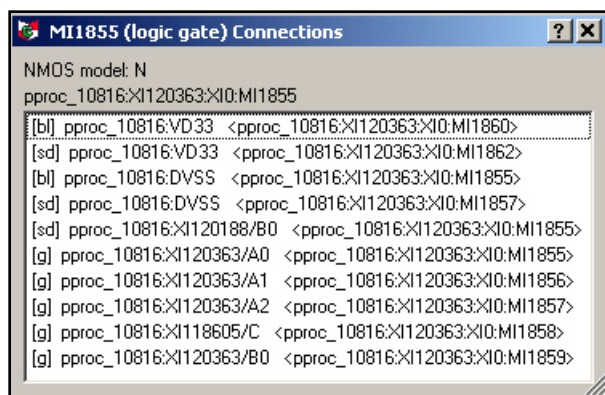 MI1855 (logic gate) Connections
NMOS model: N
pproc_10816:XI120363:XI0:MI1855
[bl] pproc_10816:VD33 <pproc_10816:XI120363:XI0:MI1860>
[sd] pproc_10816:VD33 <pproc_10816:XI120363:XI0:MI1862>
[bl] pproc_10816:DVSS <pproc_10816:XI120363:XI0:MI1855>
[sd] pproc_10816:DVSS <pproc_10816:XI120363:XI0:MI1857>
[sd] pproc_10816:XI120188/B0 <pproc_10816:XI120363:XI0:MI1855>
[g] pproc_10816:XI120363/A0 <pproc_10816:XI120363:XI0:MI1855>
[g] pproc_10816:XI120363/A1 <pproc_10816:XI120363:XI0:MI1856>
[g] pproc_10816:XI120363/A2 <pproc_10816:XI120363:XI0:MI1857>
[g] pproc_10816:XI118605/C <pproc_10816:XI120363:XI0:MI1858>
[g] pproc_10816:XI120363/B0 <pproc_10816:XI120363:XI0:MI1859>